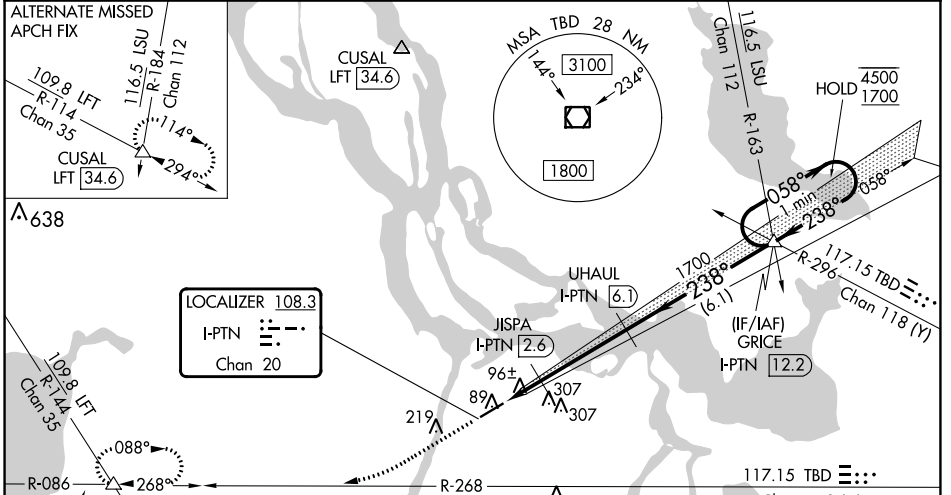 ALTERNATE MISSED
APCH FIX
116.5 LSU
R-184
Chan 112
109.8 LFT
R-114
Chan 35
114°
294°
CUSAL
LFT 34.6
638
CUSAL
LFT 34.6
MSA TBD 28 NM
144°
3100
234°
1800
116.5 LSU
Chan 112
R-163
HOLD 4500
1700
058°
1 min
238°
058°
1700
238°
(6.1)
117.15 TBD
R-296 Chan 118 (Y)
(IF/IAF)
GRICE
I-PTN 12.2
UHAUL
I-PTN 6.1
JISPA
I-PTN 2.6
LOCALIZER 108.3
I-PTN
Chan 20
96±
89
307
307
219
109.8 LFT
R-144
Chan 35
088°
R-086
268°
R-268
117.15 TBD